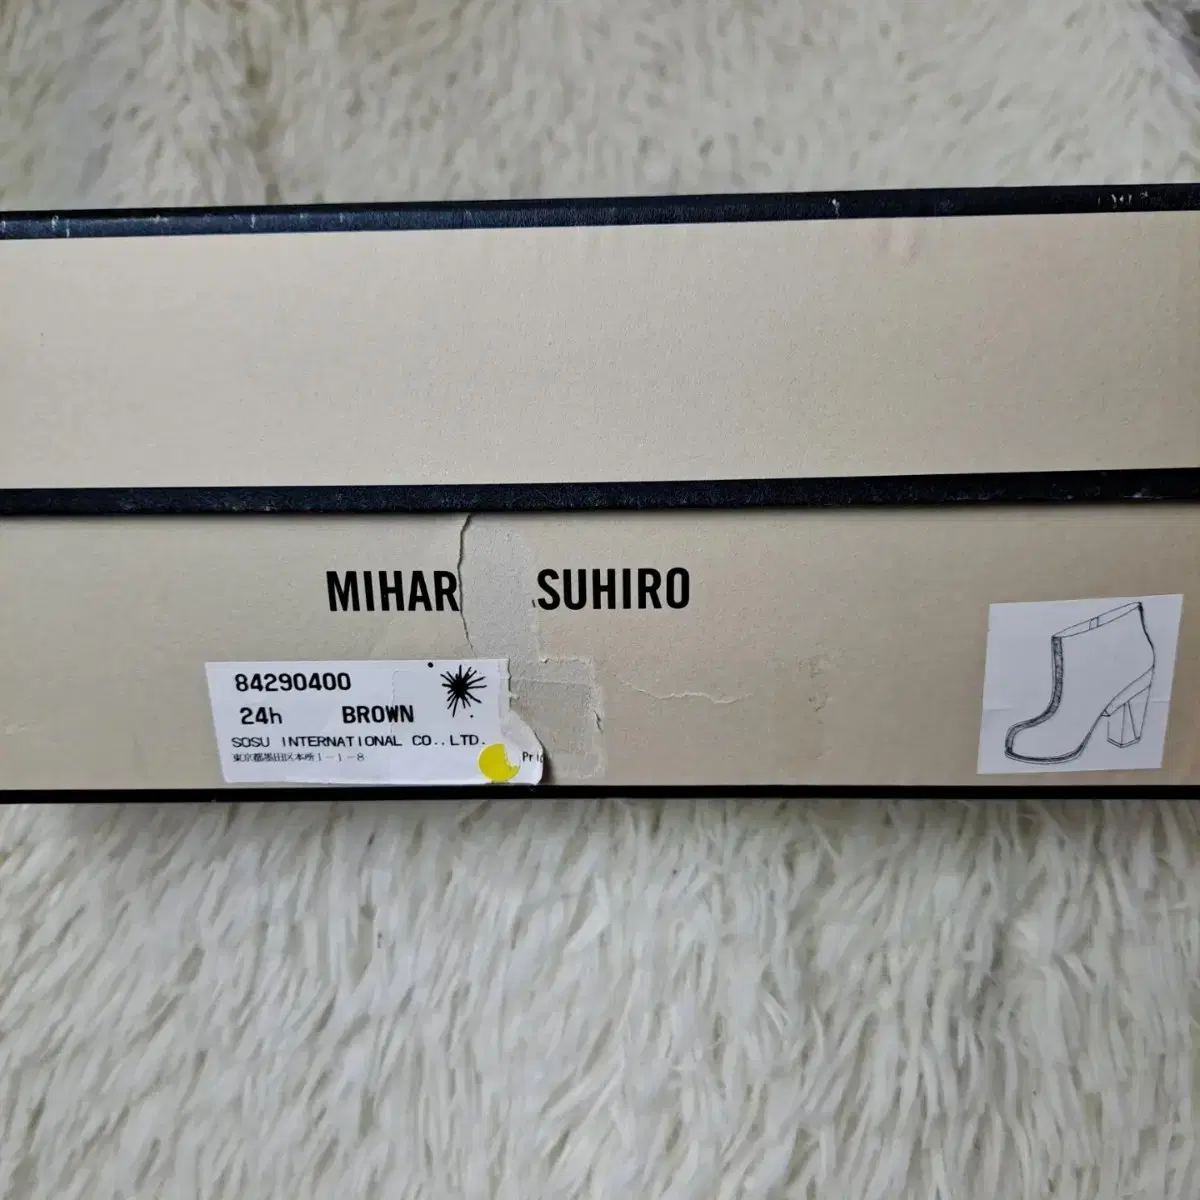 MIHAR SUHIRO
84290400
24h BROWN
SOSU INTERNATIONAL CO.,LTD.
東京都墨田区本所1-1-8